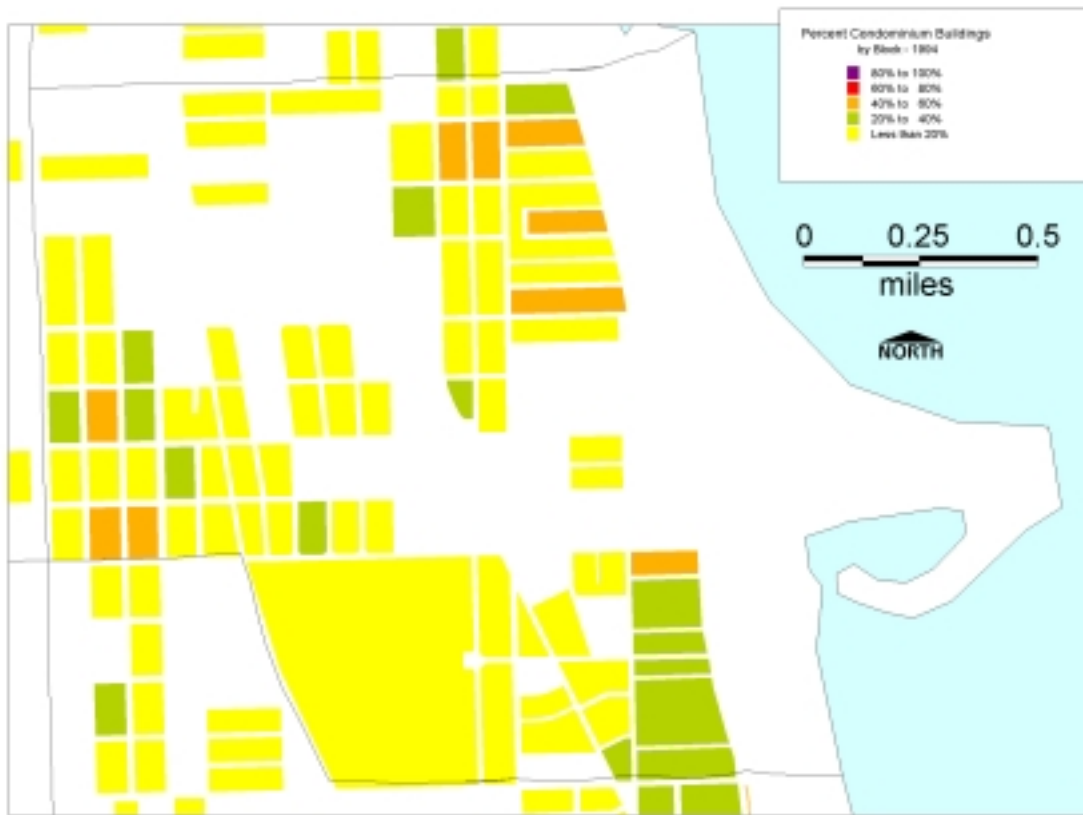 Percent Condominium Buildings
by Block - 1994
80% to 100%
60% to 80%
40% to 60%
20% to 40%
Less than 20%
0 0.25 0.5
miles
NORTH